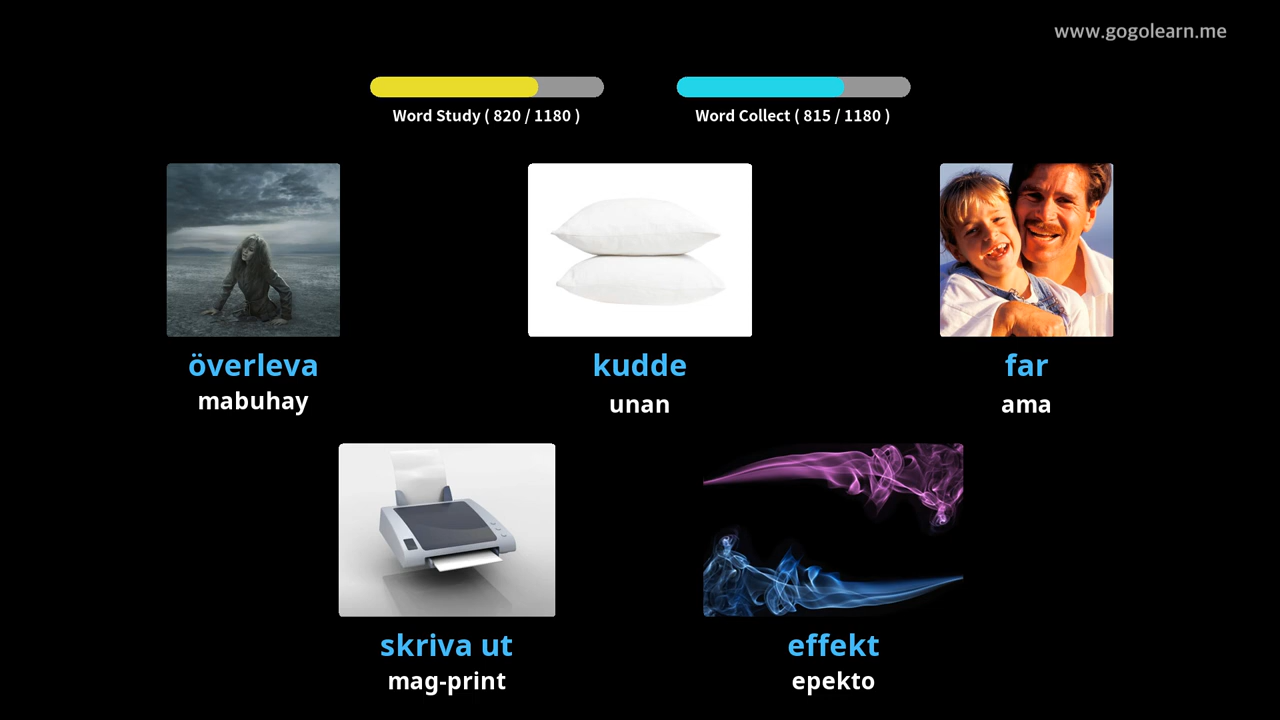 www.gogolearn.me
Word Study ( 820 / 1180 )
Word Collect ( 815 / 1180 )
överleva
mabuhay
kudde
unan
far
ama
skriva ut
mag-print
effekt
epekto